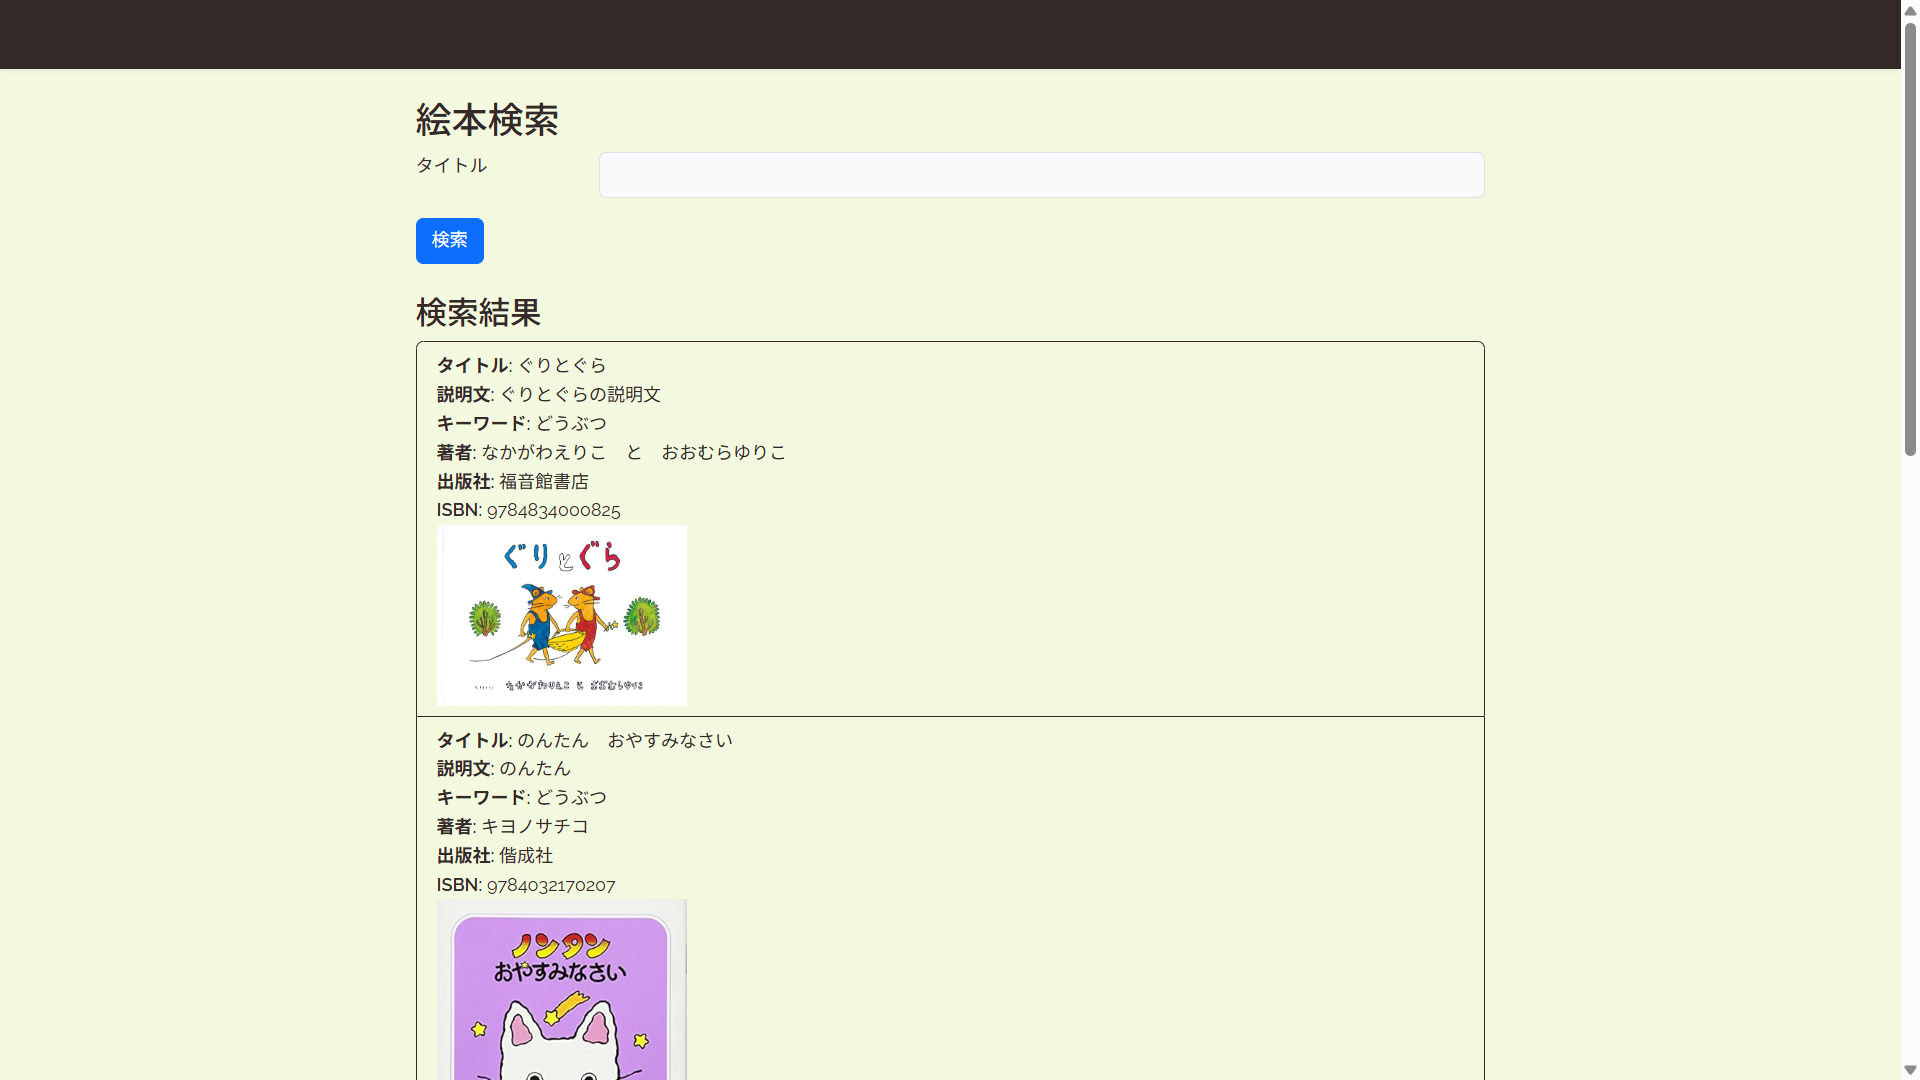 絵本検索
タイトル
検索
検索結果
タイトル: ぐりとぐら
説明文: ぐりとぐらの説明文
キーワード: どうぶつ
著者: なかがわえりこ　と　おおむらゆりこ
出版社: 福音館書店
ISBN: 9784834000825
ぐりとぐら
なかがわりえこ と おおむらゆりこ
タイトル: のんたん　おやすみなさい
説明文: のんたん
キーワード: どうぶつ
著者: キヨノサチコ
出版社: 偕成社
ISBN: 9784032170207
ノンタン
おやすみなさい